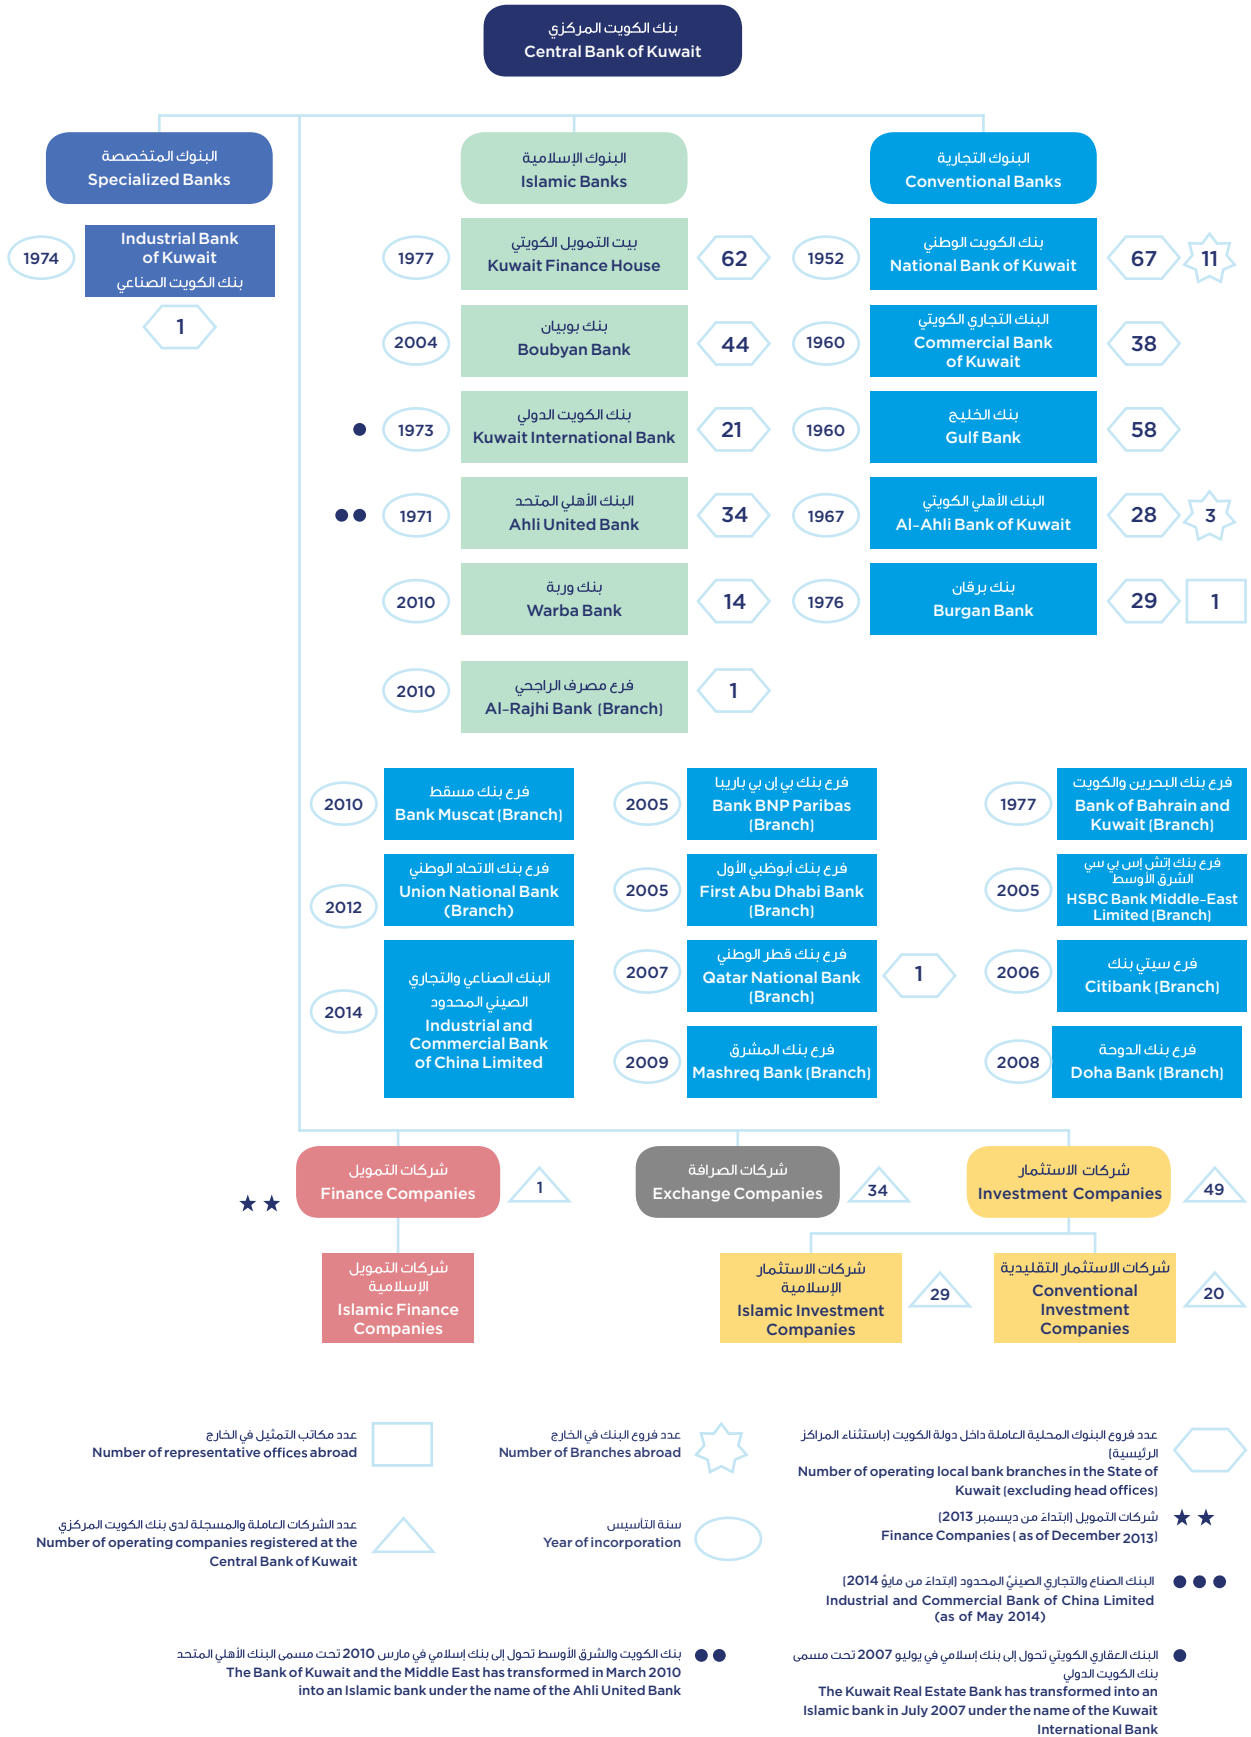 بنك الكويت المركزي
Central Bank of Kuwait
البنوك المتخصصة
Specialized Banks
البنوك الإسلامية
Islamic Banks
البنوك التجارية
Conventional Banks
1974
Industrial Bank
of Kuwait
بنك الكويت الصناعي
1
1977
بيت التمويل الكويتي
Kuwait Finance House
62
1952
بنك الكويت الوطني
National Bank of Kuwait
67
11
2004
بنك بوبيان
Boubyan Bank
44
1960
البنك التجاري الكويتي
Commercial Bank
of Kuwait
38
1973
بنك الكويت الدولي
Kuwait International Bank
21
1960
بنك الخليج
Gulf Bank
58
1971
البنك الأهلي المتحد
Ahli United Bank
34
1967
البنك الأهلي الكويتي
Al-Ahli Bank of Kuwait
28
3
2010
بنك وربة
Warba Bank
14
1976
بنك برقان
Burgan Bank
29
1
2010
فرع مصرف الراجحي
Al-Rajhi Bank (Branch)
1
2010
فرع بنك مسقط
Bank Muscat (Branch)
2005
فرع بنك بي إن بي باريبا
Bank BNP Paribas
(Branch)
1977
فرع بنك البحرين والكويت
Bank of Bahrain and
Kuwait (Branch)
2012
فرع بنك الاتحاد الوطني
Union National Bank
(Branch)
2005
فرع بنك أبوظبي الأول
First Abu Dhabi Bank
(Branch)
2005
فرع بنك إتش إس بي سي
الشرق الأوسط
HSBC Bank Middle-East
Limited (Branch)
2014
البنك الصناعي والتجاري
الصيني المحدود
Industrial and
Commercial Bank
of China Limited
2007
فرع بنك قطر الوطني
Qatar National Bank
(Branch)
1
2006
فرع سيتي بنك
Citibank (Branch)
2009
فرع بنك المشرق
Mashreq Bank (Branch)
2008
فرع بنك الدوحة
Doha Bank (Branch)
شركات التمويل
Finance Companies
1
شركات الصرافة
Exchange Companies
34
شركات الاستثمار
Investment Companies
49
شركات التمويل
الإسلامية
Islamic Finance
Companies
شركات الاستثمار
الإسلامية
Islamic Investment
Companies
29
شركات الاستثمار التقليدية
Conventional
Investment
Companies
20
عدد مكاتب التمثيل في الخارج
Number of representative offices abroad
عدد فروع البنك في الخارج
Number of Branches abroad
عدد فروع البنوك المحلية العاملة داخل دولة الكويت (باستثناء المراكز
الرئيسية)
Number of operating local bank branches in the State of
Kuwait (excluding head offices)
عدد الشركات العاملة والمسجلة لدى بنك الكويت المركزي
Number of operating companies registered at the
Central Bank of Kuwait
سنة التأسيس
Year of incorporation
شركات التمويل (ابتداءً من ديسمبر 2013)
Finance Companies ( as of December 2013)
البنك الصناع والتجاري الصينيً المحدود (ابتداءً من مايوً 2014)
Industrial and Commercial Bank of China Limited
(as of May 2014)
بنك الكويت والشرق الأوسط تحول إلى بنك إسلامي في مارس 2010 تحت مسمى البنك الأهلي المتحد
The Bank of Kuwait and the Middle East has transformed in March 2010
into an Islamic bank under the name of the Ahli United Bank
البنك العقاري الكويتي تحول إلى بنك إسلامي في يوليو 2007 تحت مسمى
بنك الكويت الدولي
The Kuwait Real Estate Bank has transformed into an
Islamic bank in July 2007 under the name of the Kuwait
International Bank